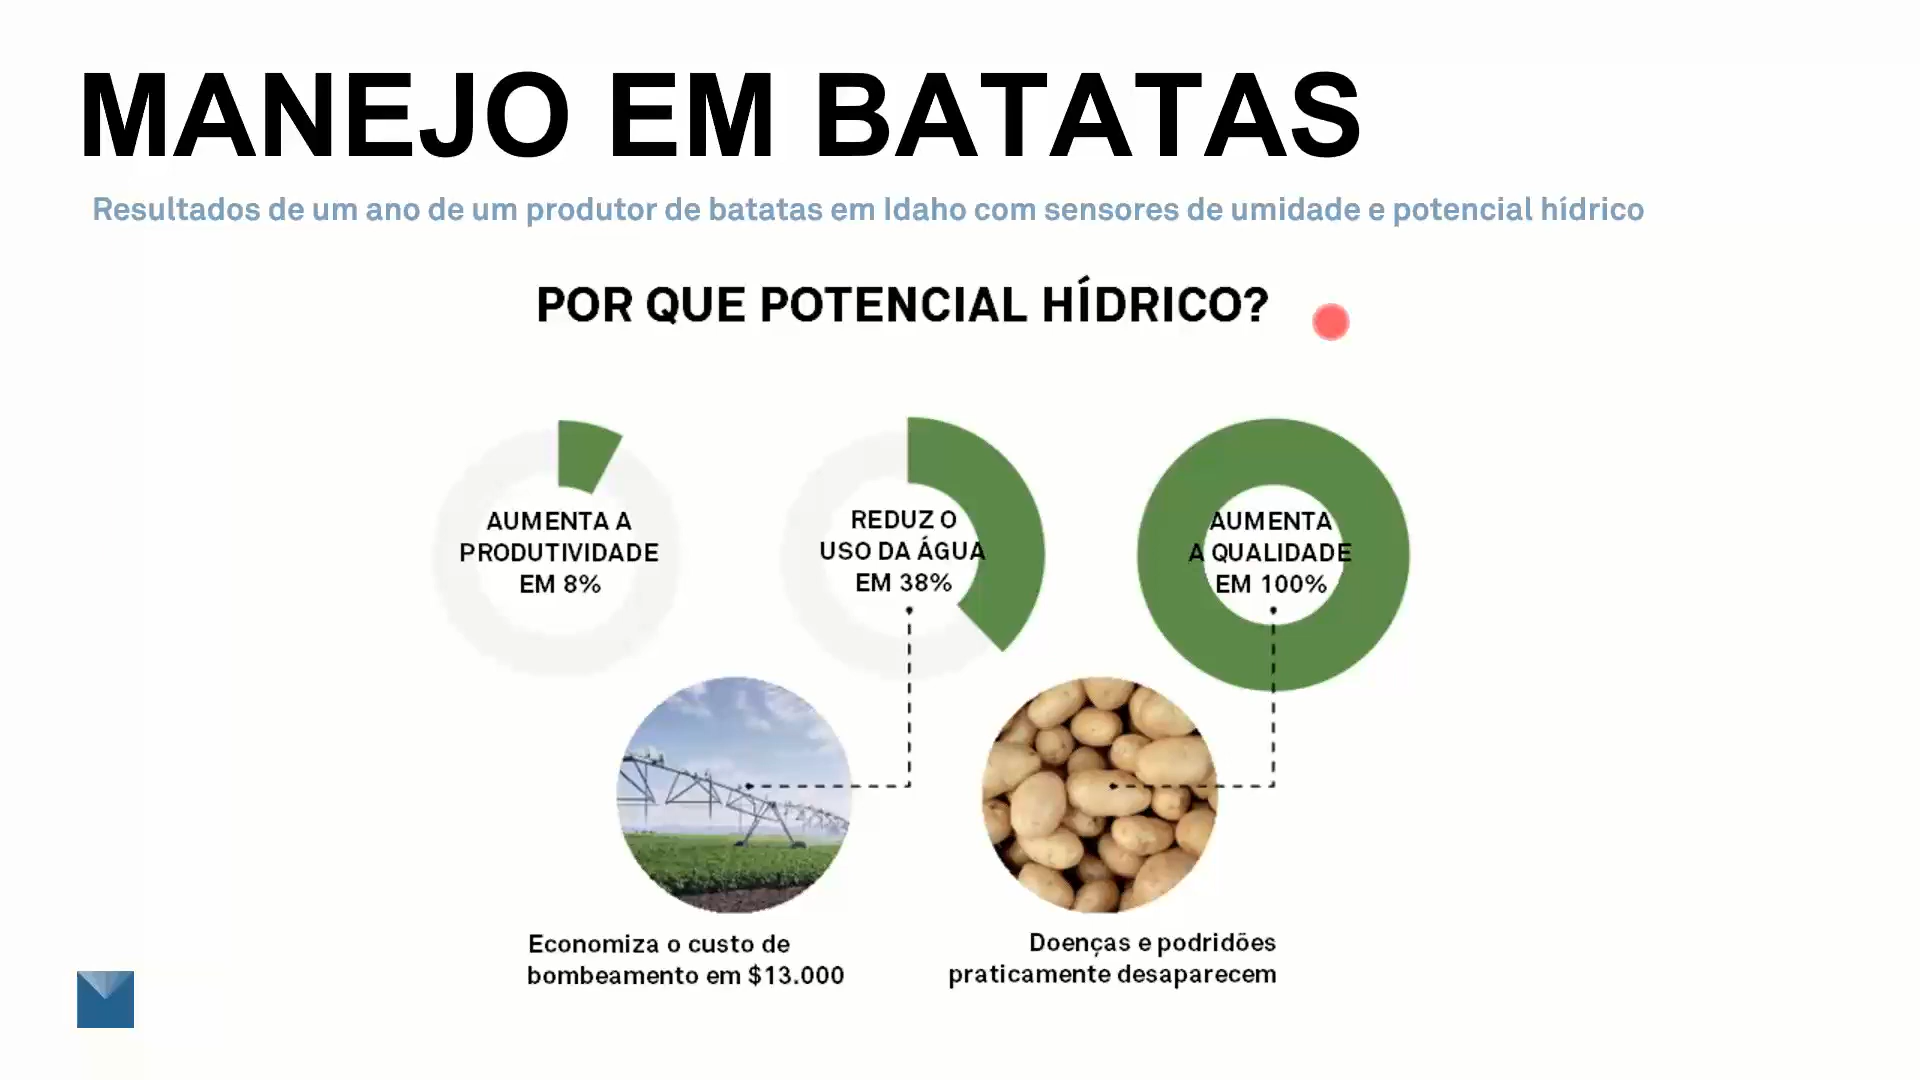 MANEJO EM BATATAS
Resultados de um ano de um produtor de batatas em Idaho com sensores de umidade e potencial hídrico
POR QUE POTENCIAL HÍDRICO?
AUMENTA A
PRODUTIVIDADE
EM 8%
REDUZ O
USO DA ÁGUA
EM 38%
AUMENTA
A QUALIDADE
EM 100%
Economiza o custo de
bombeamento em $13.000
Doenças e podridões
praticamente desaparecem